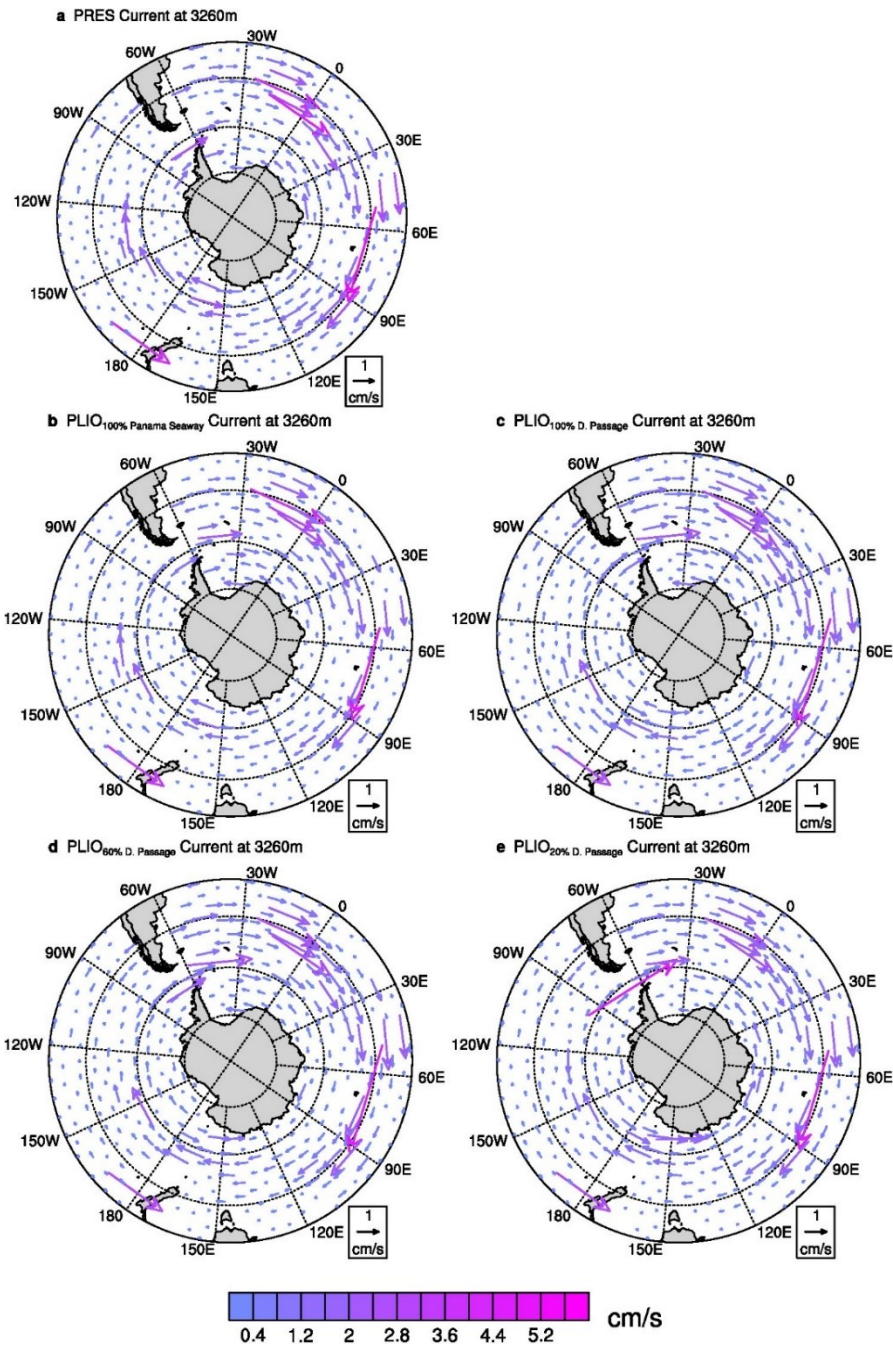 a PRES Current at 3260m
30W
60W
0
90W
30E
120W
60E
150W
90E
180
120E
150E
1
cm/s
b PLIO100% Panama Seaway Current at 3260m
30W
60W
0
90W
30E
120W
60E
150W
90E
180
120E
150E
1
cm/s
c PLIO100% D. Passage Current at 3260m
30W
60W
0
90W
30E
120W
60E
150W
90E
180
120E
150E
1
cm/s
d PLIO60% D. Passage Current at 3260m
30W
60W
0
90W
30E
120W
60E
150W
90E
180
120E
150E
1
cm/s
e PLIO20% D. Passage Current at 3260m
30W
60W
0
90W
30E
120W
60E
150W
90E
180
120E
150E
1
cm/s
0.4 1.2 2 2.8 3.6 4.4 5.2 cm/s